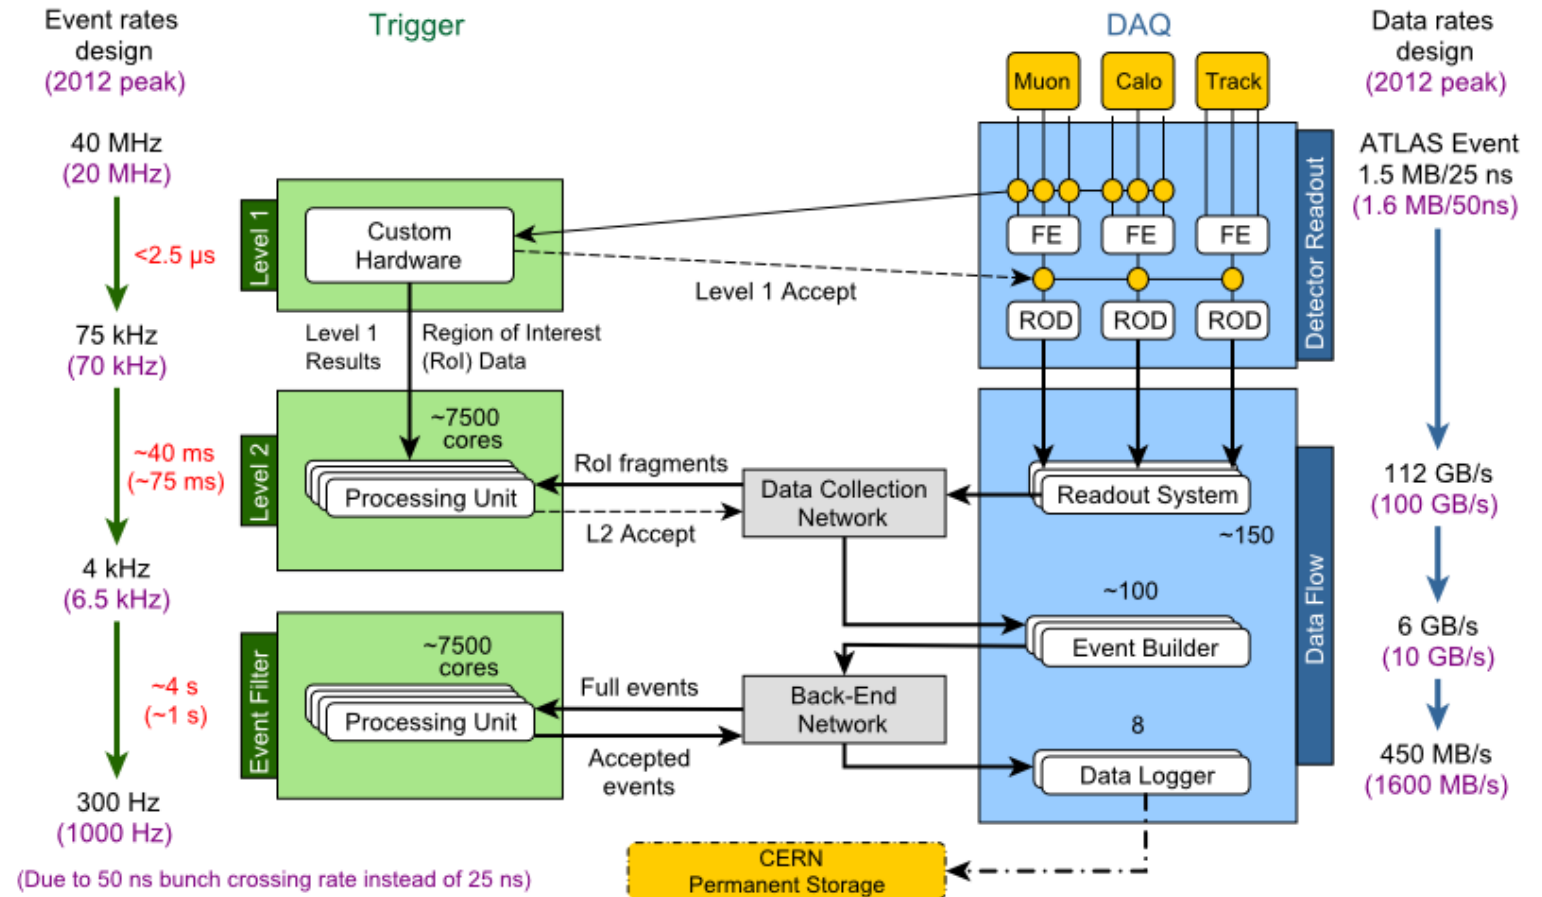 Event rates
design
(2012 peak)
Trigger
DAQ
Data rates
design
(2012 peak)
40 MHz
(20 MHz)
<2.5 µs
75 kHz
(70 kHz)
~40 ms
(~75 ms)
4 kHz
(6.5 kHz)
~4 s
(~1 s)
300 Hz
(1000 Hz)
(Due to 50 ns bunch crossing rate instead of 25 ns)
Level 1
Custom
Hardware
Level 1 Accept
Level 1
Results
Region of Interest
(RoI) Data
Level 2
~7500
cores
Processing Unit
RoI fragments
L2 Accept
Data Collection
Network
Event Filter
~7500
cores
Processing Unit
Full events
Accepted
events
Back-End
Network
Muon
Calo
Track
FE
FE
FE
ROD
ROD
ROD
Detector Readout
Readout System
~150
~100
Event Builder
8
Data Logger
Data Flow
CERN
Permanent Storage
ATLAS Event
1.5 MB/25 ns
(1.6 MB/50ns)
112 GB/s
(100 GB/s)
6 GB/s
(10 GB/s)
450 MB/s
(1600 MB/s)